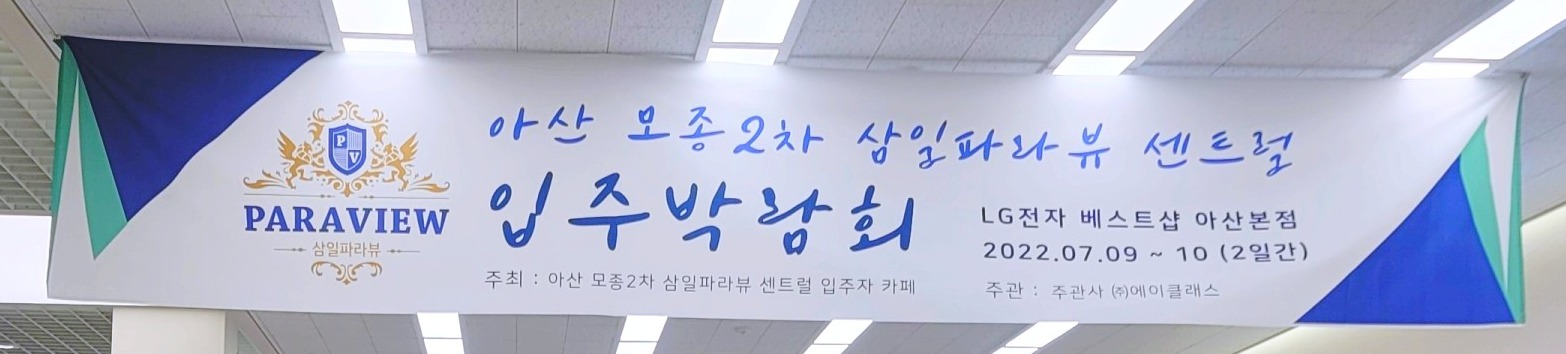 P V
PARAVIEW
삼일파라뷰
아산 모종2차 삼일파라뷰 센트럴
입주박람회
LG전자 베스트샵 아산본점
2022.07.09 ~ 10 (2일간)
주최 : 아산 모종2차 삼일파라뷰 센트럴 입주자 카페
주관 : 주관사 ㈜에이클래스